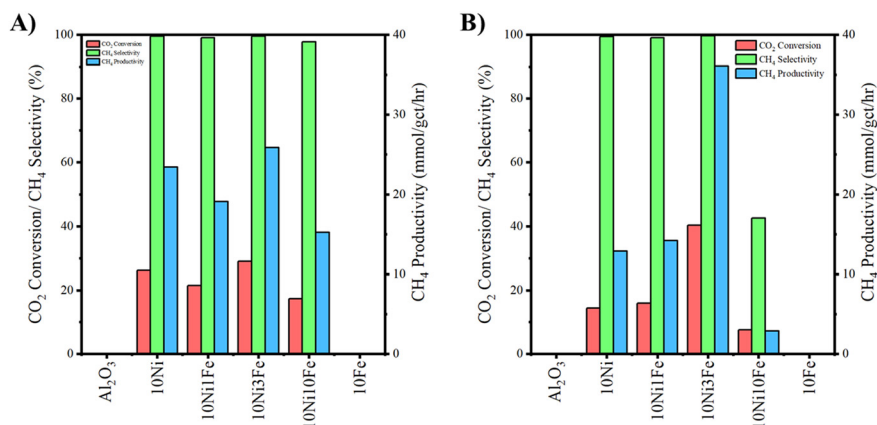 A)
CO₂ Conversion/ CH₄ Selectivity (%)
100
80
60
40
20
0
CO₂ Conversion
CH₄ Selectivity
CH₄ Productivity
40
30
20
10
0
CH₄ Productivity (mmol/gct/hr)
Al₂O₃
10Ni
10Ni1Fe
10Ni3Fe
10Ni10Fe
10Fe
B)
CO₂ Conversion/ CH₄ Selectivity (%)
100
80
60
40
20
0
CO₂ Conversion
CH₄ Selectivity
CH₄ Productivity
40
30
20
10
0
CH₄ Productivity (mmol/gct/hr)
Al₂O₃
10Ni
10Ni1Fe
10Ni3Fe
10Ni10Fe
10Fe